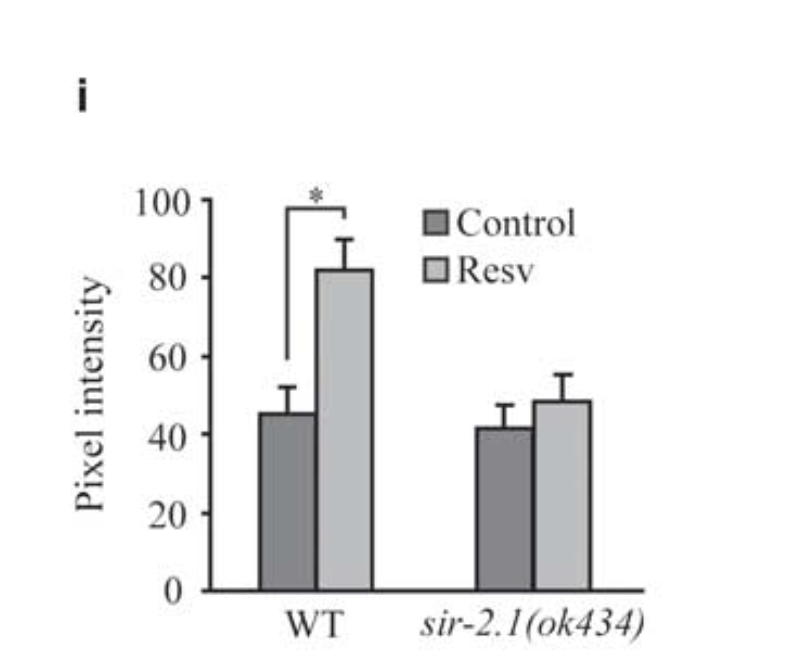 i
100
80
60
40
20
0
Pixel intensity
*
Control
Resv
WT
sir-2.1(ok434)